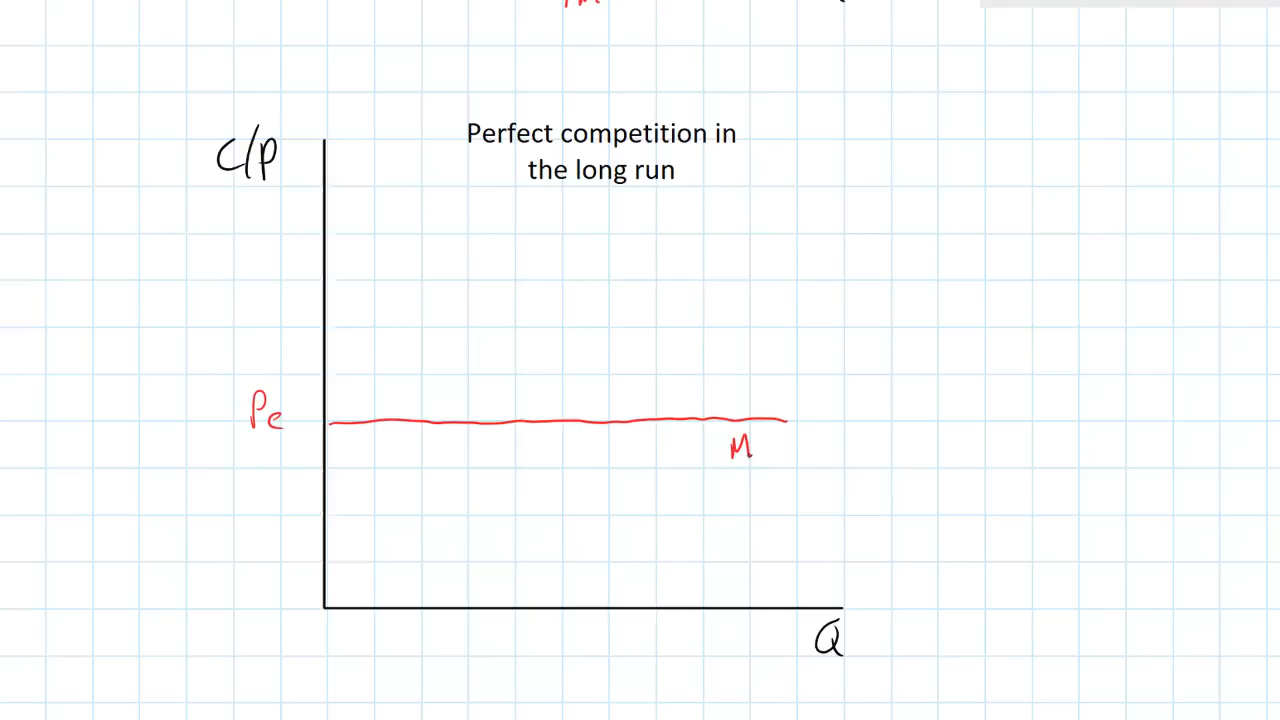 C/P
Perfect competition in
the long run
Pe
M
Q